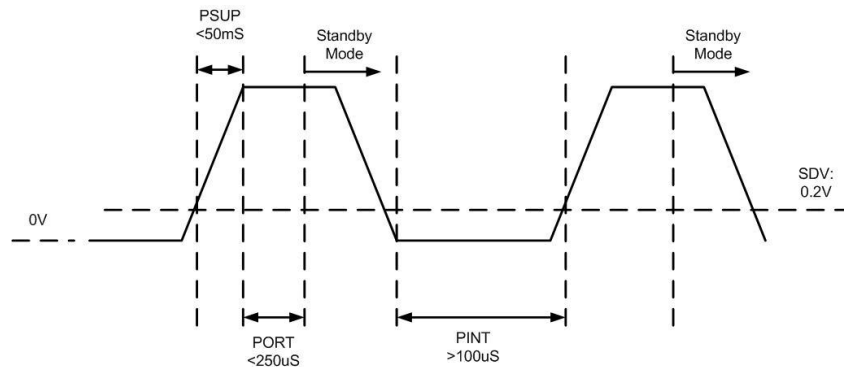 PSUP
<50mS
Standby
Mode
Standby
Mode
SDV:
0.2V
0V
PORT
<250uS
PINT
>100uS